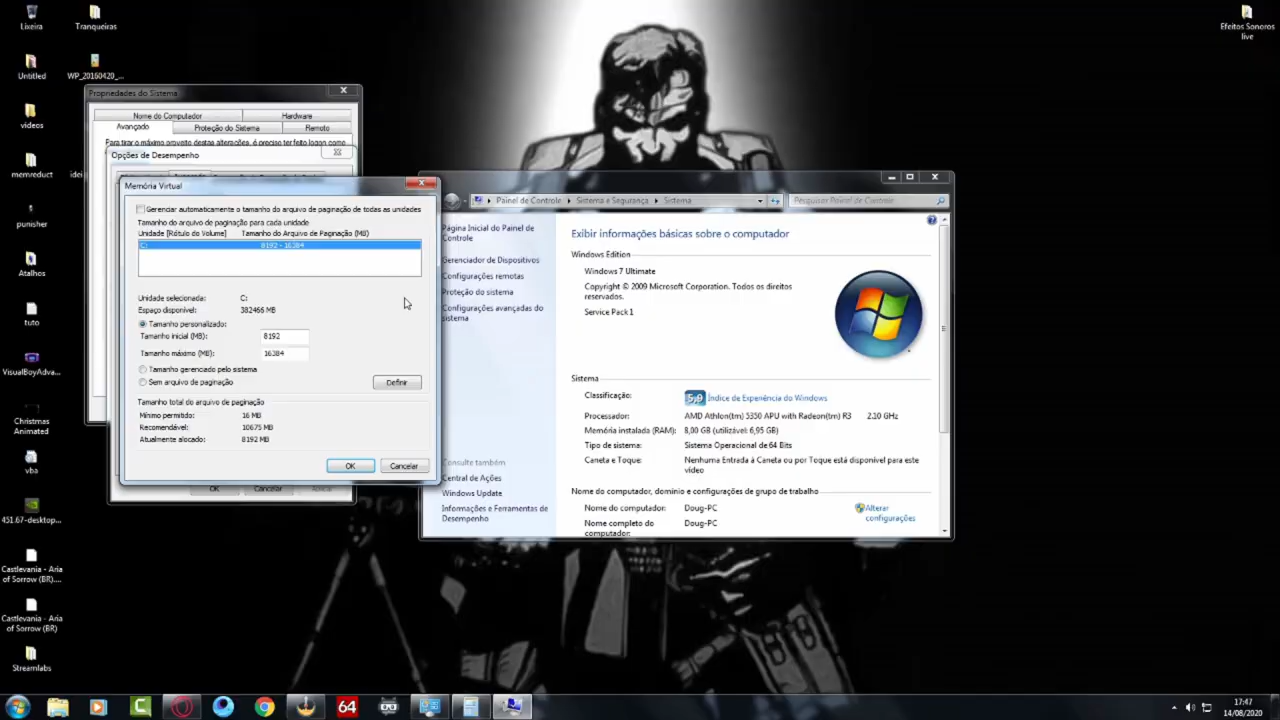 Lixeira
Tranqueiras
Efeitos Sonoros
live
Untitled
WP_20160420_...
videos
memreduct
idei
punisher
Atalhos
tuto
VisualBoyAdva...
Christmas
Animated
vba
451.67-desktop...
Castlevania - Aria
of Sorrow (BR)....
Castlevania - Aria
of Sorrow (BR)
Streamlabs
Propriedades do Sistema
Nome do Computador
Hardware
Avançado
Proteção do Sistema
Remoto
Para tirar o máximo proveito destas alterações, é preciso ter feito logon como
Opções de Desempenho
Memória Virtual
Gerenciar automaticamente o tamanho do arquivo de paginação de todas as unidades
Tamanho do arquivo de paginação para cada unidade
Unidade [Rótulo do Volume] Tamanho do Arquivo de Paginação (MB)
C: 8192 - 16384
Unidade selecionada: C:
Espaço disponível: 382466 MB
Tamanho personalizado:
Tamanho inicial (MB): 8192
Tamanho máximo (MB): 16384
Tamanho gerenciado pelo sistema
Sem arquivo de paginação
Definir
Tamanho total do arquivo de paginação
Mínimo permitido: 16 MB
Recomendável: 10675 MB
Atualmente alocado: 8192 MB
OK Cancelar
OK Cancelar
Painel de Controle Sistema e Segurança Sistema
Pesquisar Painel de Controle
Página Inicial do Painel de
Controle
Gerenciador de Dispositivos
Configurações remotas
Proteção do sistema
Configurações avançadas do
sistema
Consulte também
Central de Ações
Windows Update
Informações e Ferramentas de
Desempenho
Exibir informações básicas sobre o computador
Windows Edition
Windows 7 Ultimate
Copyright © 2009 Microsoft Corporation. Todos os direitos
reservados.
Service Pack 1
Sistema
Classificação: 5,9 Índice de Experiência do Windows
Processador: AMD Athlon(tm) 5350 APU with Radeon(tm) R3 2.10 GHz
Memória instalada (RAM): 8,00 GB (utilizável: 6,95 GB)
Tipo de sistema: Sistema Operacional de 64 Bits
Caneta e Toque: Nenhuma Entrada à Caneta ou por Toque está disponível para este
vídeo
Nome do computador, domínio e configurações de grupo de trabalho
Nome do computador: Doug-PC
Alterar
configurações
Nome completo do
computador:
Doug-PC
64
17:47
14/08/2020